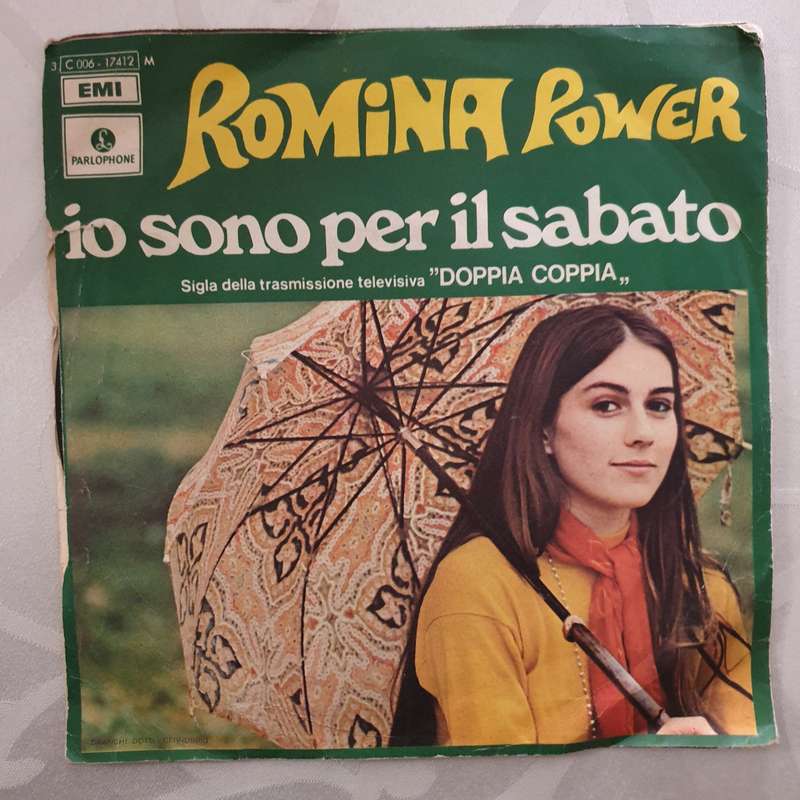 3 C 006 - 17412 M
EMI
PARLOPHONE
ROMINA POWER
io sono per il sabato
Sigla della trasmissione televisiva "DOPPIA COPPIA„